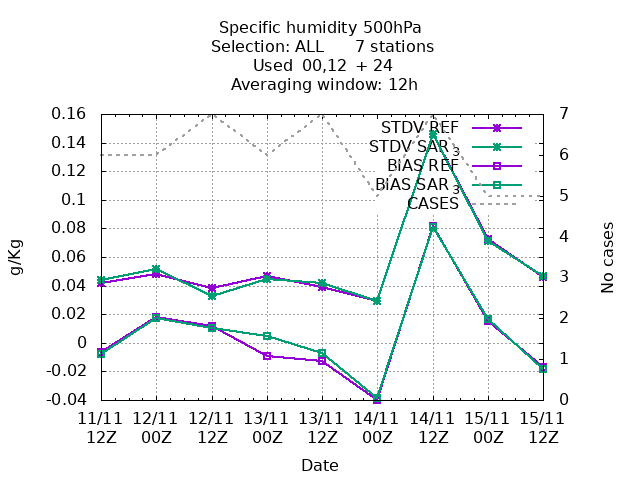 Specific humidity 500hPa
Selection: ALL 7 stations
Used 00,12 + 24
Averaging window: 12h
0.16
0.14
0.12
0.1
0.08
0.06
0.04
0.02
0
-0.02
-0.04
g/Kg
STDV REF
STDV SAR 3
BIAS REF
BIAS SAR 3
CASES
7
6
5
4
3
2
1
0
No cases
11/11 12/11 12/11 13/11 13/11 14/11 14/11 15/11 15/11
12Z 00Z 12Z 00Z 12Z 00Z 12Z 00Z 12Z
Date